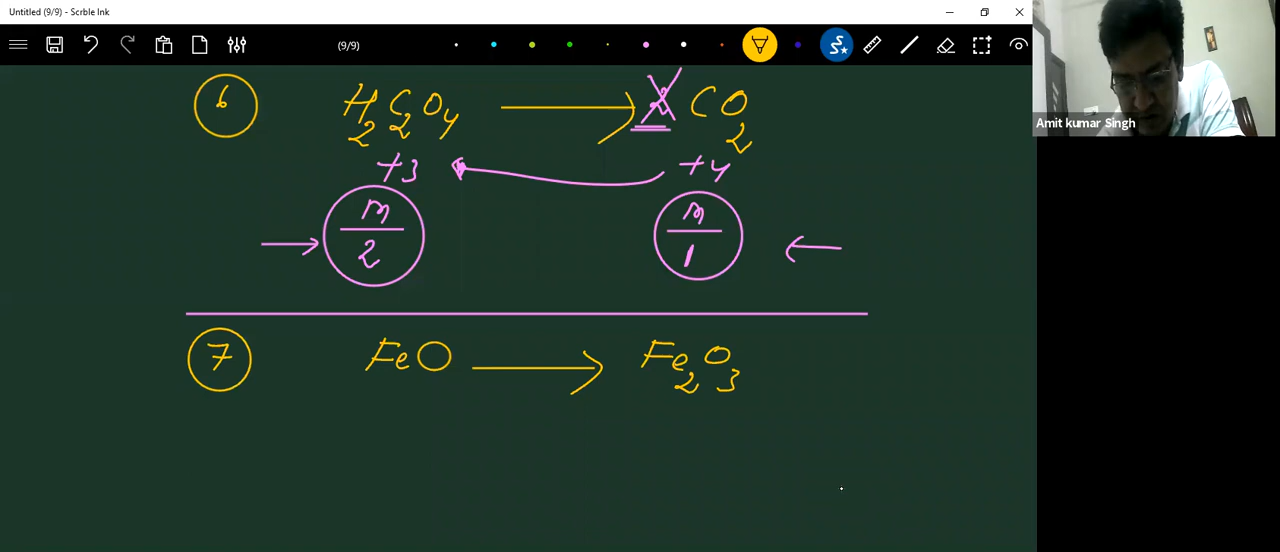 Untitled (9/9) - Scrble Ink
(9/9)
Amit kumar Singh
6 H2C2O4 → 2 CO2
+3 +4
M/2 M/1
7 FeO → Fe2O3